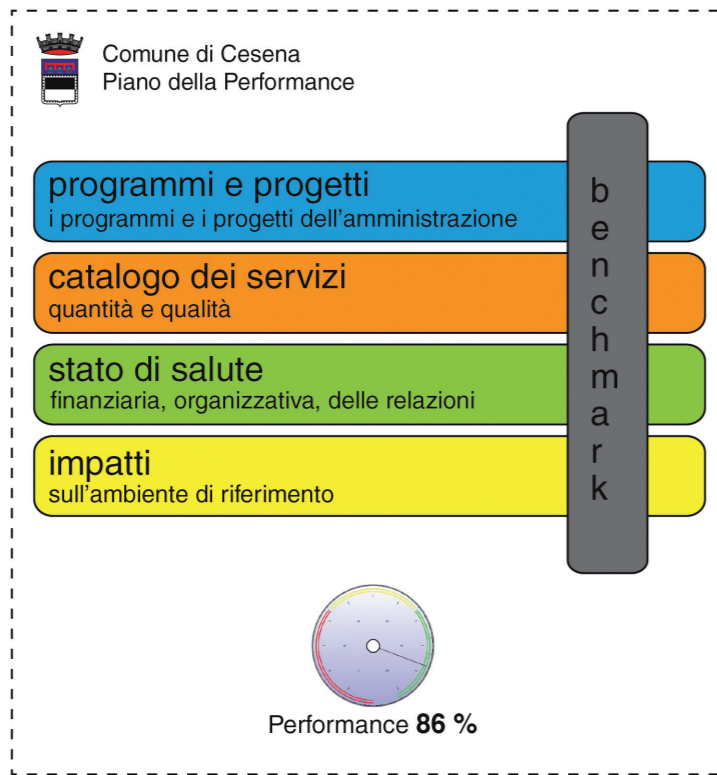 Comune di Cesena
Piano della Performance
programmi e progetti
i programmi e i progetti dell'amministrazione
catalogo dei servizi
quantità e qualità
stato di salute
finanziaria, organizzativa, delle relazioni
impatti
sull'ambiente di riferimento
benchmark
Performance 86 %